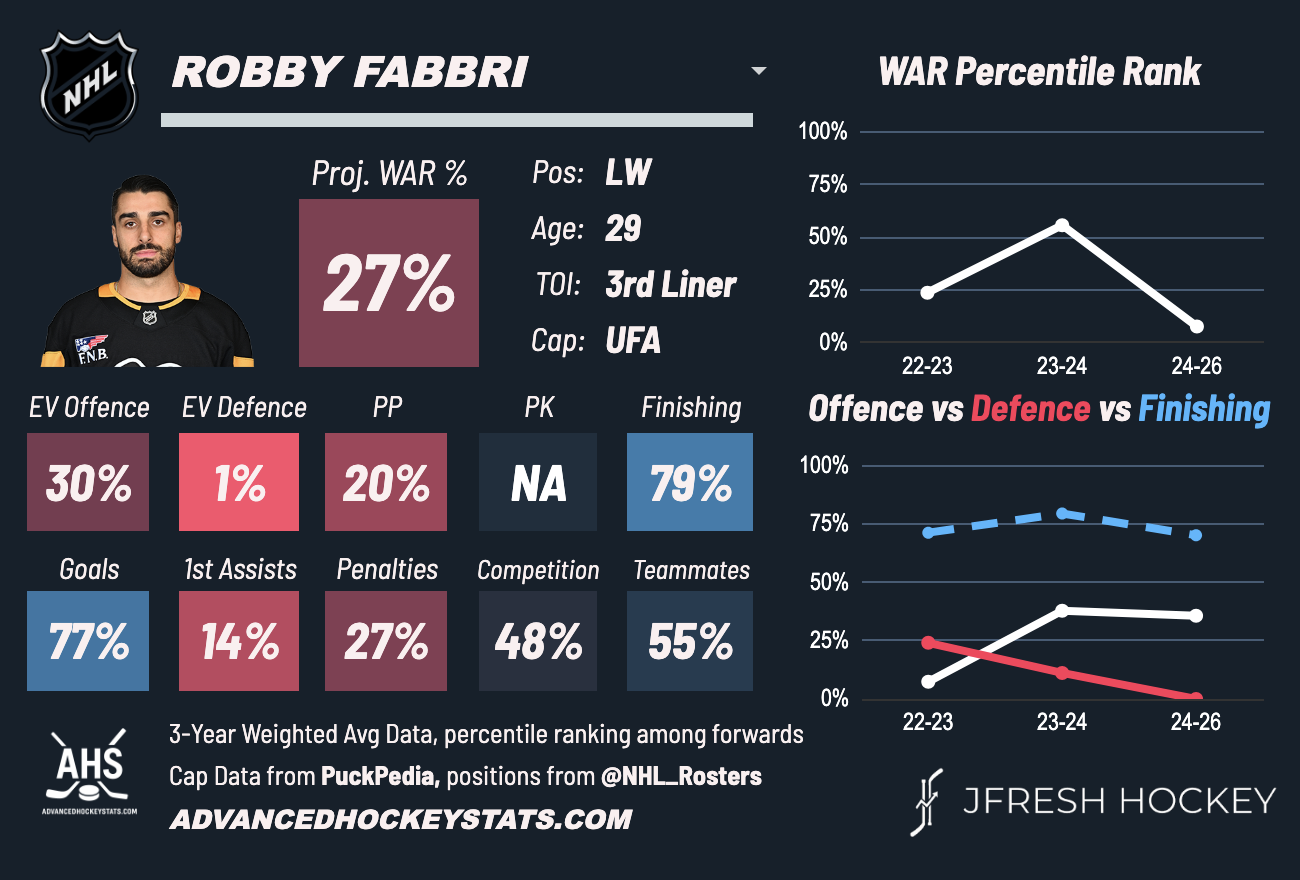 NHL
ROBBY FABBRI
WAR Percentile Rank
Proj. WAR %
27%
Pos: LW
Age: 29
TOI: 3rd Liner
Cap: UFA
F.N.B.
100%
75%
50%
25%
0%
22-23 23-24 24-26
EV Offence EV Defence PP PK Finishing
30% 1% 20% NA 79%
Goals 1st Assists Penalties Competition Teammates
77% 14% 27% 48% 55%
Offence vs Defence vs Finishing
100%
75%
50%
25%
0%
22-23 23-24 24-26
AHS
ADVANCEDHOCKEYSTATS.COM
3-Year Weighted Avg Data, percentile ranking among forwards
Cap Data from PuckPedia, positions from @NHL_Rosters
ADVANCEDHOCKEYSTATS.COM
JFRESH HOCKEY